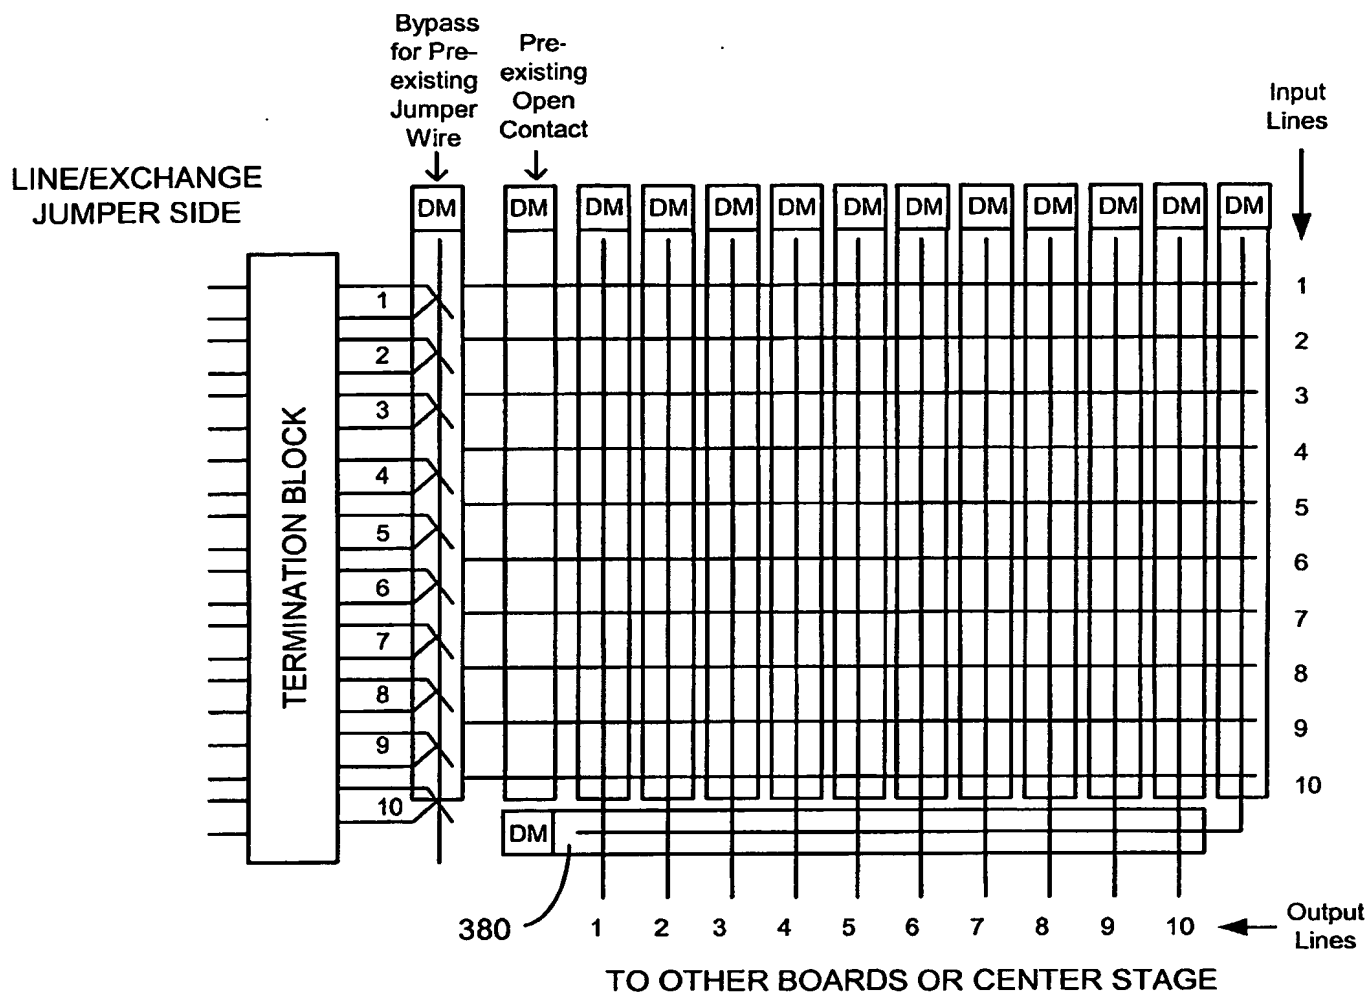 Bypass
for Pre-
existing
Jumper
Wire
Pre-
existing
Open
Contact
Input
Lines
LINE/EXCHANGE
JUMPER SIDE
DM DM DM DM DM DM DM DM DM DM DM DM DM
TERMINATION BLOCK
1
2
3
4
5
6
7
8
9
10
1
2
3
4
5
6
7
8
9
10
DM
380
1 2 3 4 5 6 7 8 9 10
Output
Lines
TO OTHER BOARDS OR CENTER STAGE